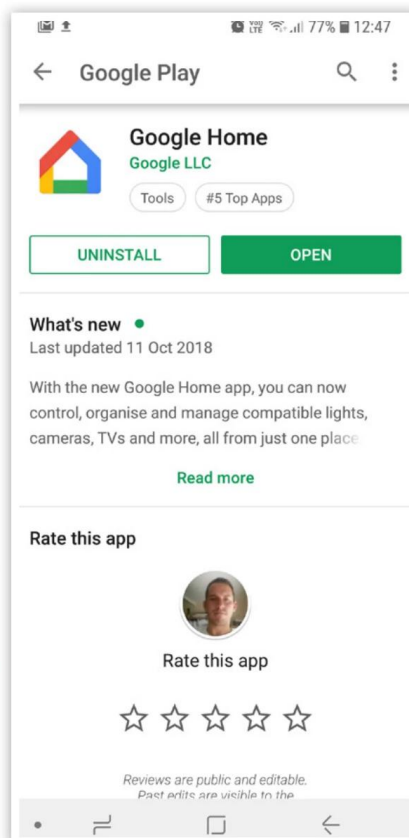 You LTE 77% 12:47
Google Play
Google Home
Google LLC
Tools #5 Top Apps
UNINSTALL OPEN
What's new
Last updated 11 Oct 2018
With the new Google Home app, you can now
control, organise and manage compatible lights,
cameras, TVs and more, all from just one place
Read more
Rate this app
Rate this app
Reviews are public and editable.
Past edits are visible to the